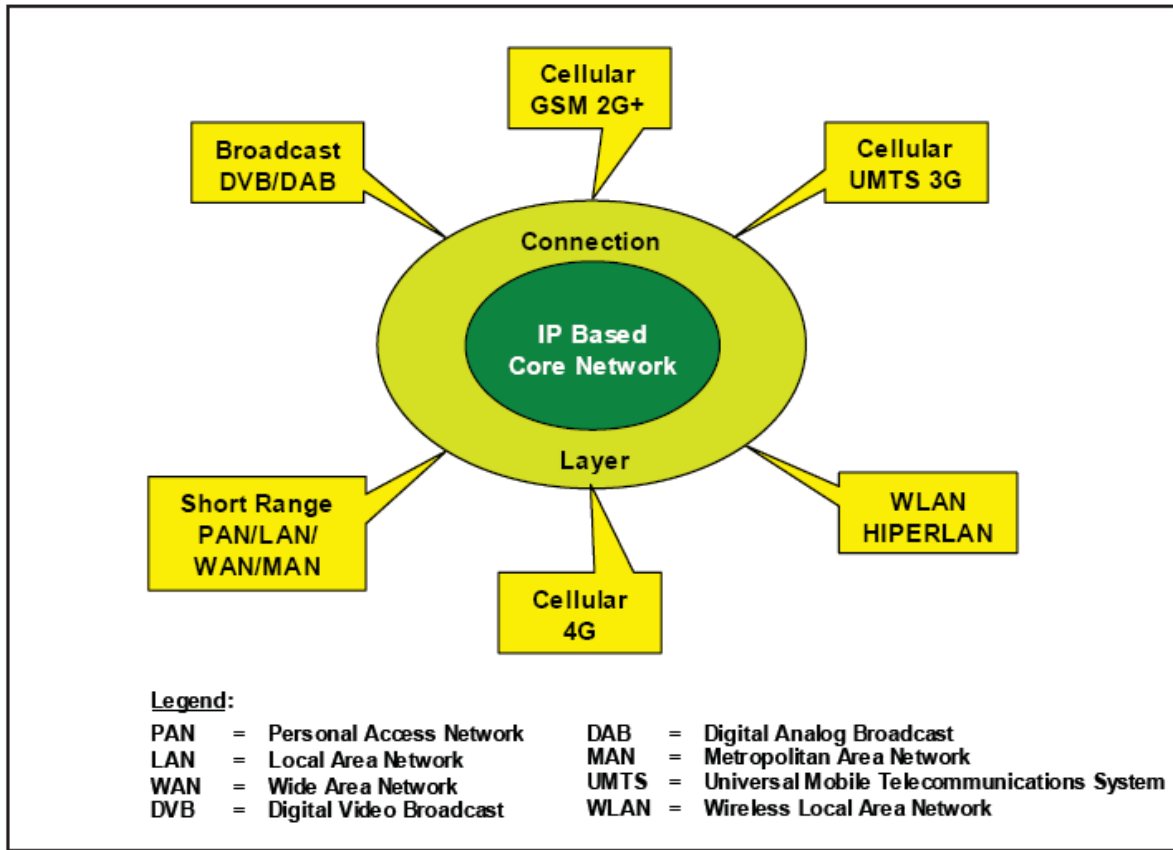 Cellular
GSM 2G+
Broadcast
DVB/DAB
Cellular
UMTS 3G
Connection
IP Based
Core Network
Layer
Short Range
PAN/LAN/
WAN/MAN
WLAN
HIPERLAN
Cellular
4G
Legend:
PAN = Personal Access Network
LAN = Local Area Network
WAN = Wide Area Network
DVB = Digital Video Broadcast
DAB = Digital Analog Broadcast
MAN = Metropolitan Area Network
UMTS = Universal Mobile Telecommunications System
WLAN = Wireless Local Area Network